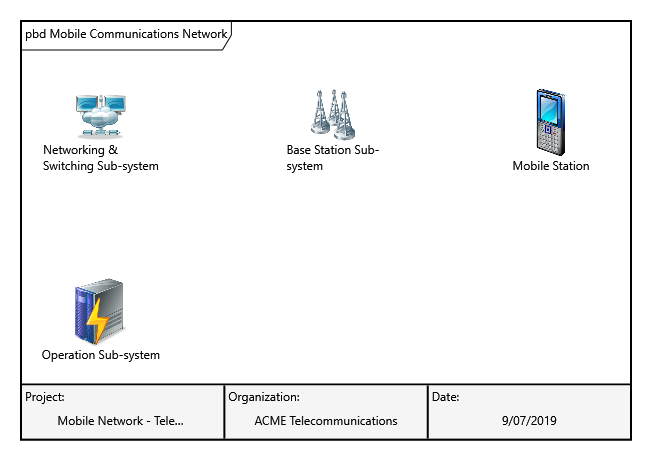 pbd Mobile Communications Network
Networking &
Switching Sub-system
Base Station Sub-
system
Mobile Station
Operation Sub-system
Project:
Mobile Network - Tele...
Organization:
ACME Telecommunications
Date:
9/07/2019